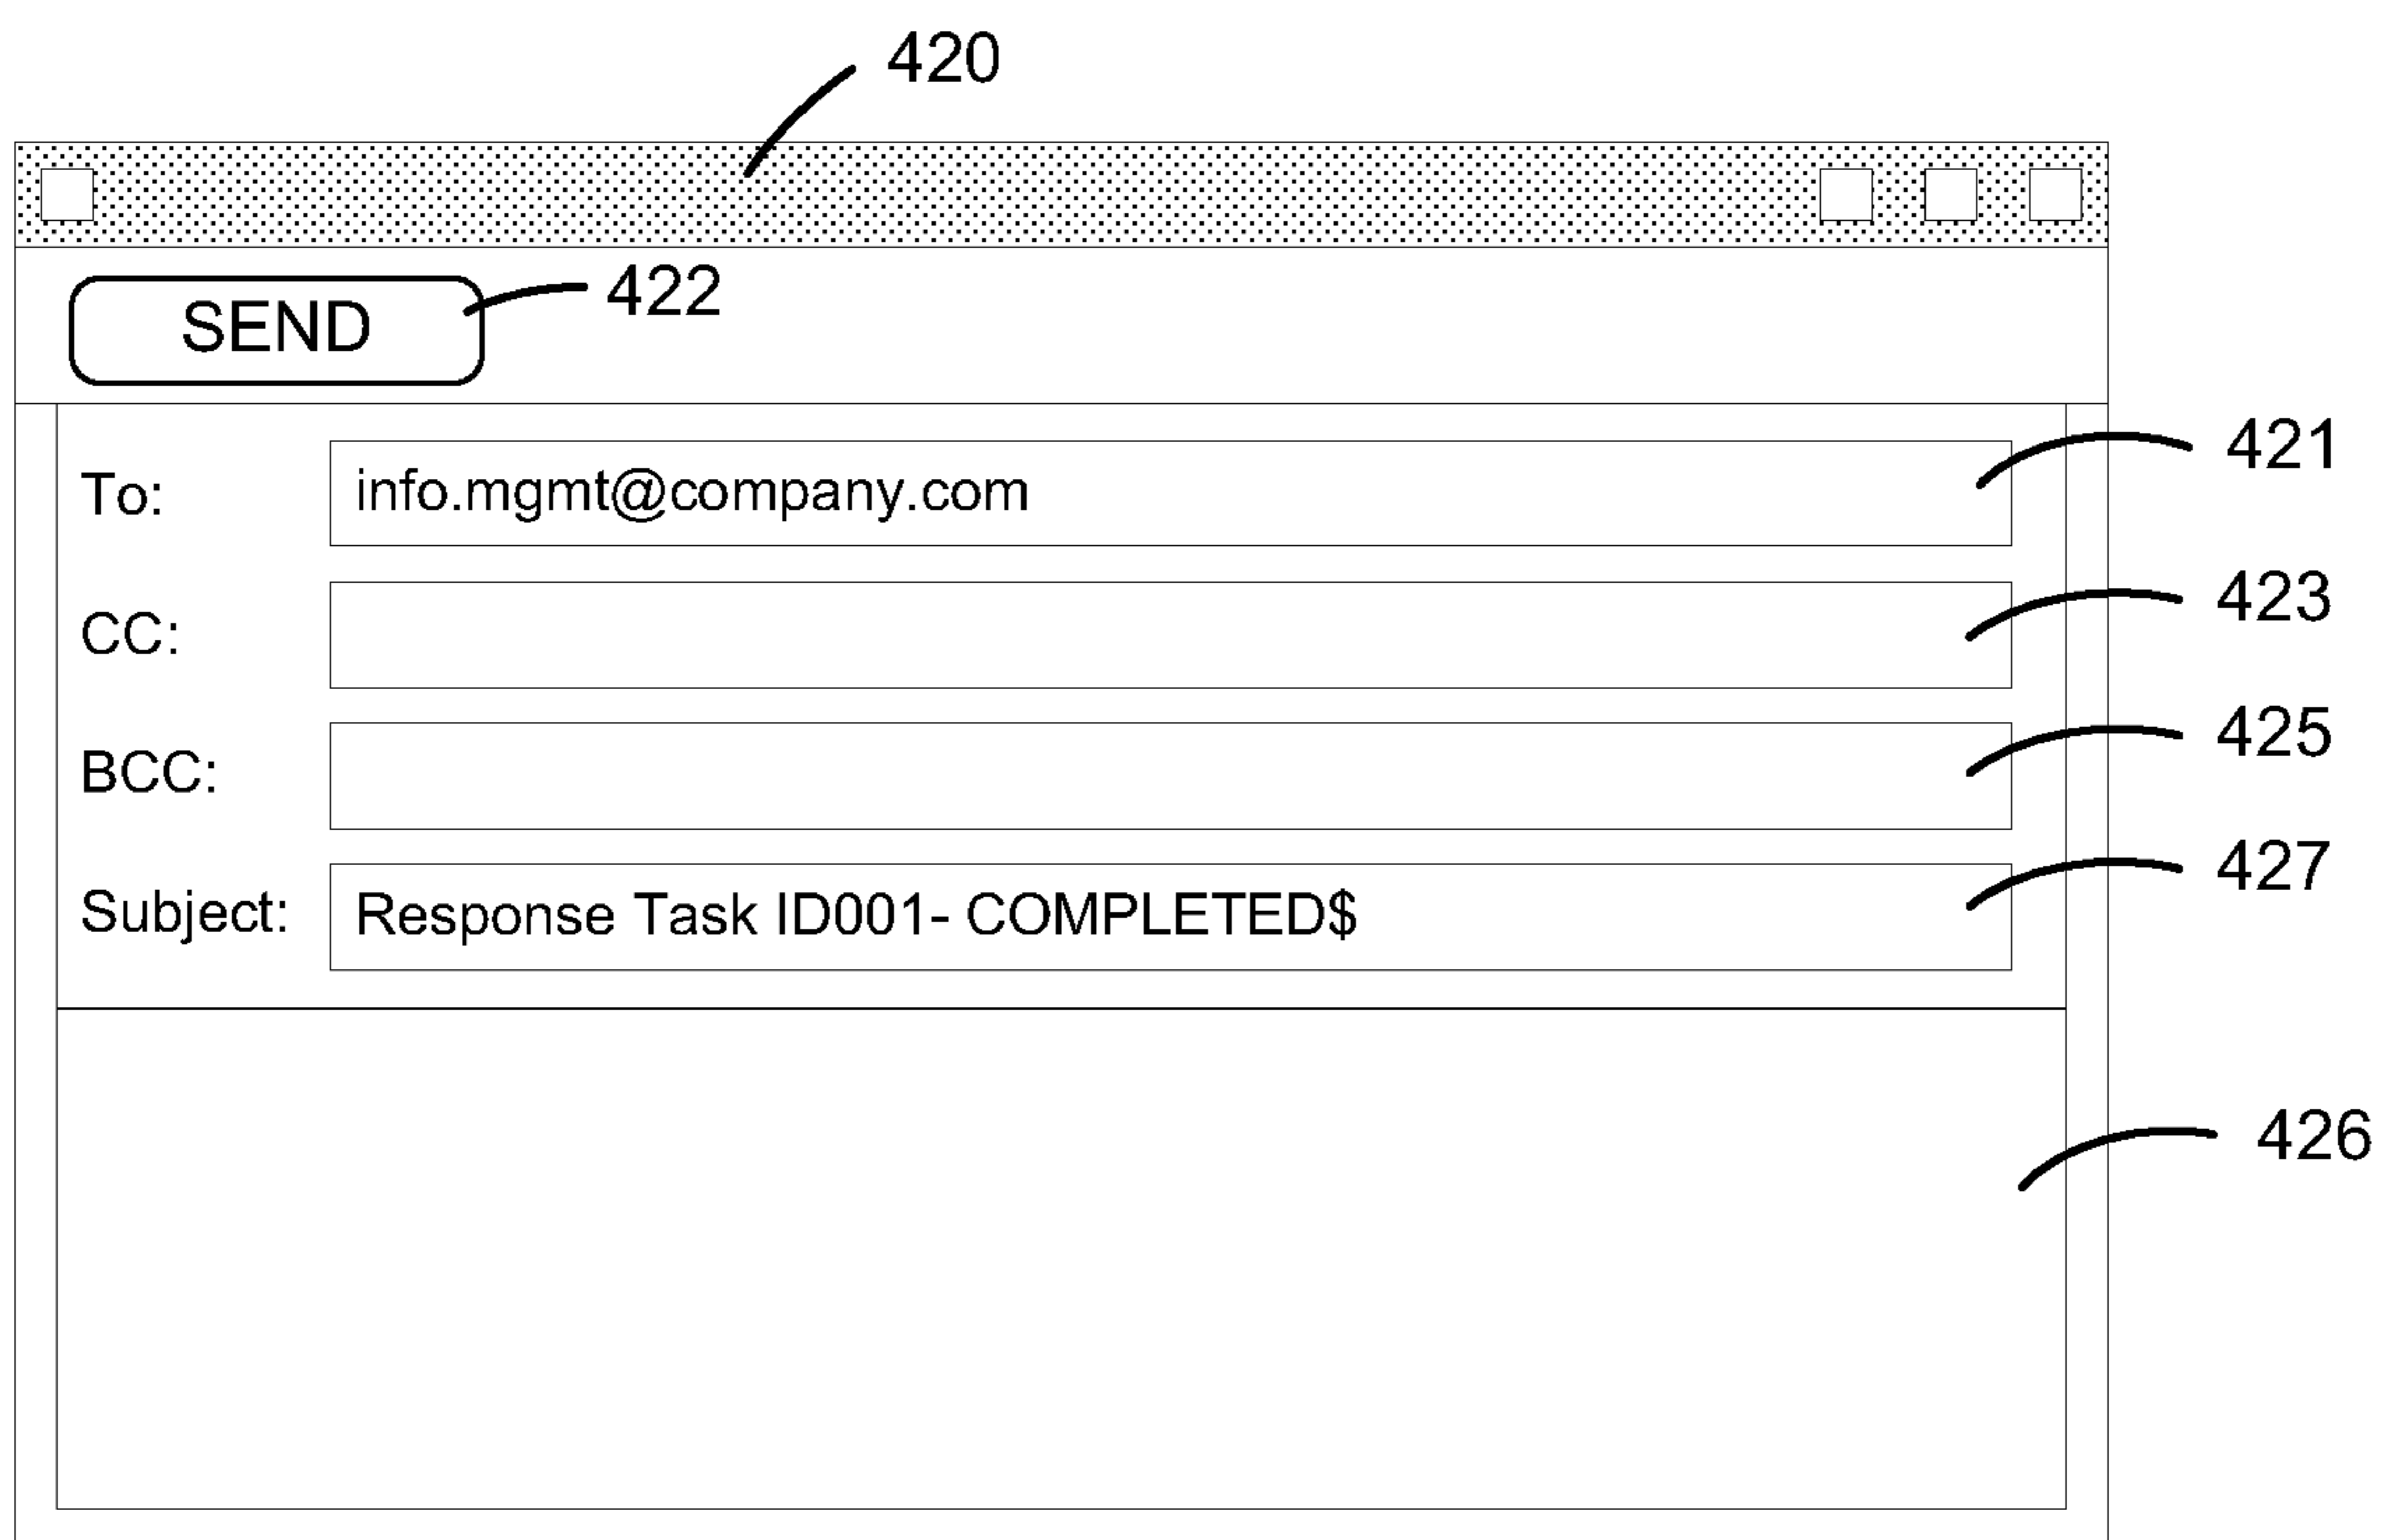 420
SEND
422
To:
info.mgmt@company.com
421
CC:
423
BCC:
425
Subject:
Response Task ID001- COMPLETED$
427
426